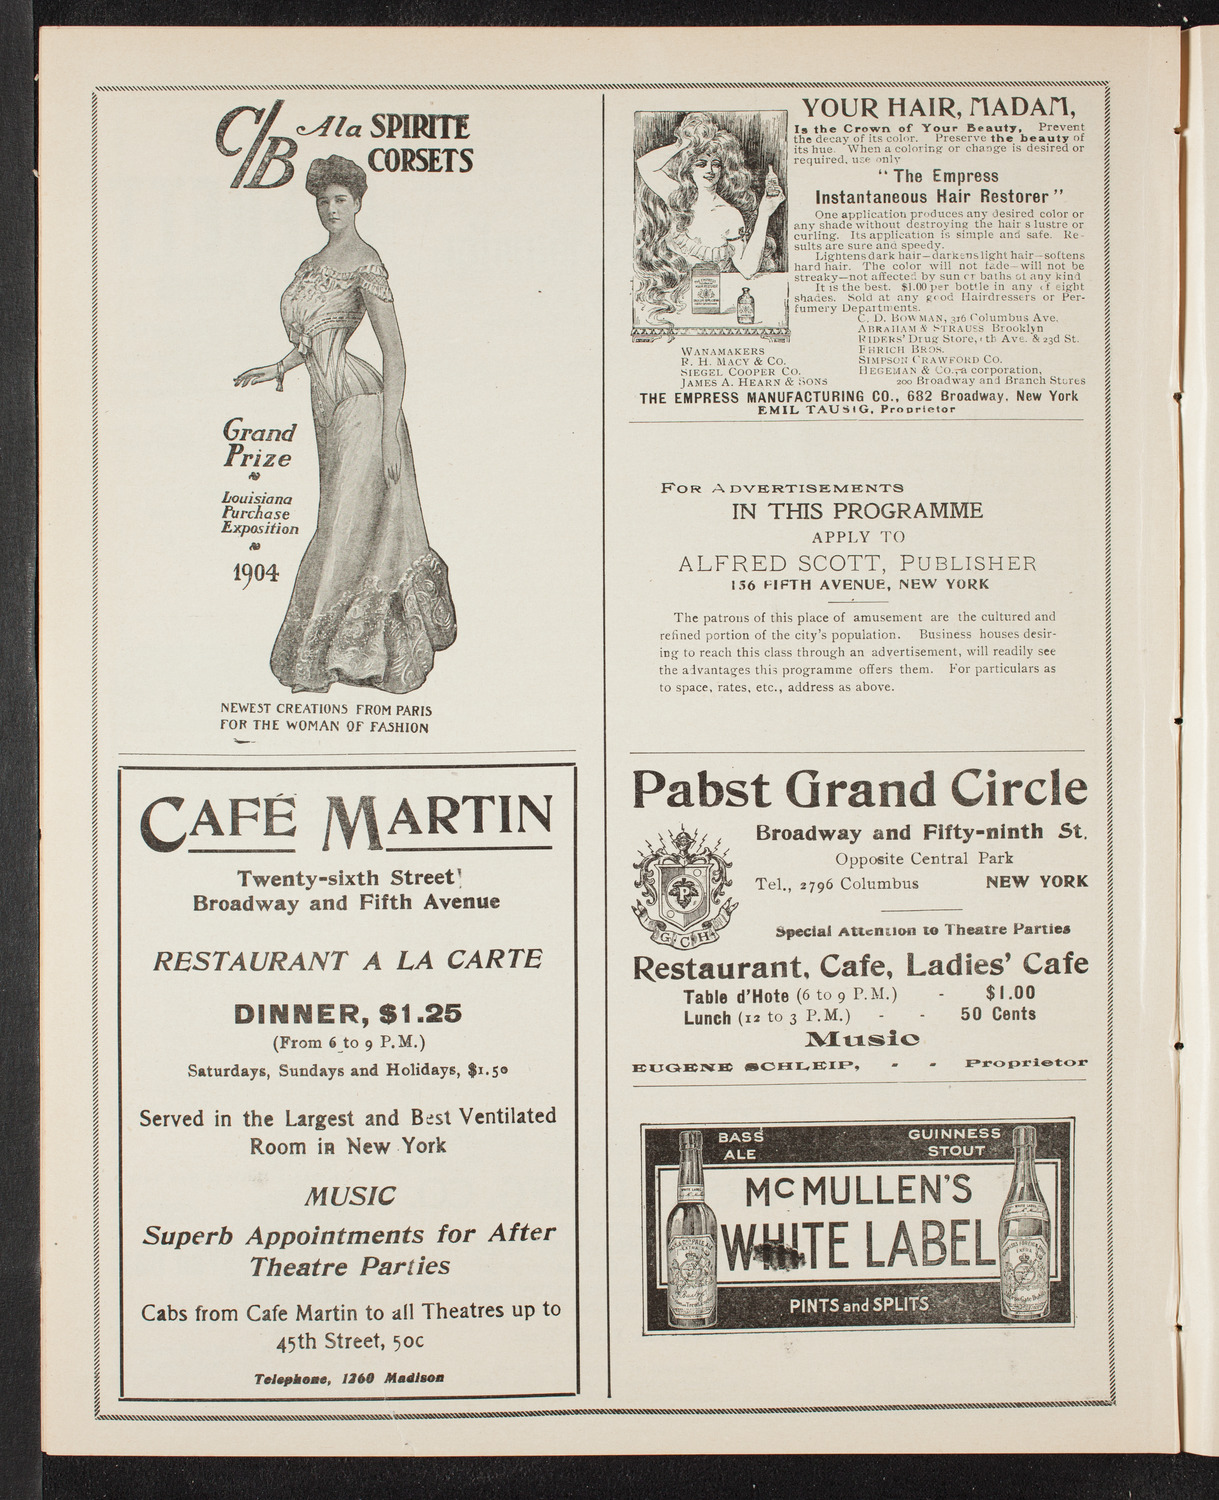 C/B Ala SPIRITE
CORSETS
Grand
Prize
Louisiana
Purchase
Exposition
1904
NEWEST CREATIONS FROM PARIS
FOR THE WOMAN OF FASHION
CAFÉ MARTIN
Twenty-sixth Street
Broadway and Fifth Avenue
RESTAURANT A LA CARTE
DINNER, $1.25
(From 6 to 9 P.M.)
Saturdays, Sundays and Holidays, $1.50
Served in the Largest and Best Ventilated
Room in New York
MUSIC
Superb Appointments for After
Theatre Parties
Cabs from Cafe Martin to all Theatres up to
45th Street, 50c
Telephone, 1260 Madison
YOUR HAIR, MADAM,
Is the Crown of Your Beauty, Prevent
the decay of its color. Preserve the beauty of
its hue. When a coloring or change is desired or
required, use only
"The Empress
Instantaneous Hair Restorer"
One application produces any desired color or
any shade without destroying the hair s lustre or
curling. Its application is simple and safe. Re-
sults are sure and speedy.
Lightens dark hair—darkens light hair—softens
hard hair. The color will not fade—will not be
streaky—not affected by sun or baths of any kind
It is the best. $1.00 per bottle in any of eight
shades. Sold at any good Hairdressers or Per-
fumery Departments.
C. D. BOWMAN, 316 Columbus Ave.
ABRAHAM & STRAUSS Brooklyn
RIDERS' Drug Store, th Ave. & 23d St.
WANAMAKERS EHRICH BROS.
R. H. MACY & CO. SIMPSON CRAWFORD CO.
SIEGEL COOPER CO. HEGEMAN & CO., a corporation,
JAMES A. HEARN & SONS 200 Broadway and Branch Stores
THE EMPRESS MANUFACTURING CO., 682 Broadway, New York
EMIL TAUSIG, Proprietor
FOR ADVERTISEMENTS
IN THIS PROGRAMME
APPLY TO
ALFRED SCOTT, PUBLISHER
156 FIFTH AVENUE, NEW YORK
The patrons of this place of amusement are the cultured and
refined portion of the city's population. Business houses desir-
ing to reach this class through an advertisement, will readily see
the advantages this programme offers them. For particulars as
to space, rates, etc., address as above.
Pabst Grand Circle
Broadway and Fifty-ninth St.
Opposite Central Park
Tel., 2796 Columbus NEW YORK
P
G C H
Special Attention to Theatre Parties
Restaurant, Cafe, Ladies' Cafe
Table d'Hote (6 to 9 P.M.) - $1.00
Lunch (12 to 3 P.M.) - - 50 Cents
Music
EUGENE SCHLEIP, - - Proprietor
BASS ALE
GUINNESS STOUT
MCMULLEN'S
WHITE LABEL
PINTS and SPLITS